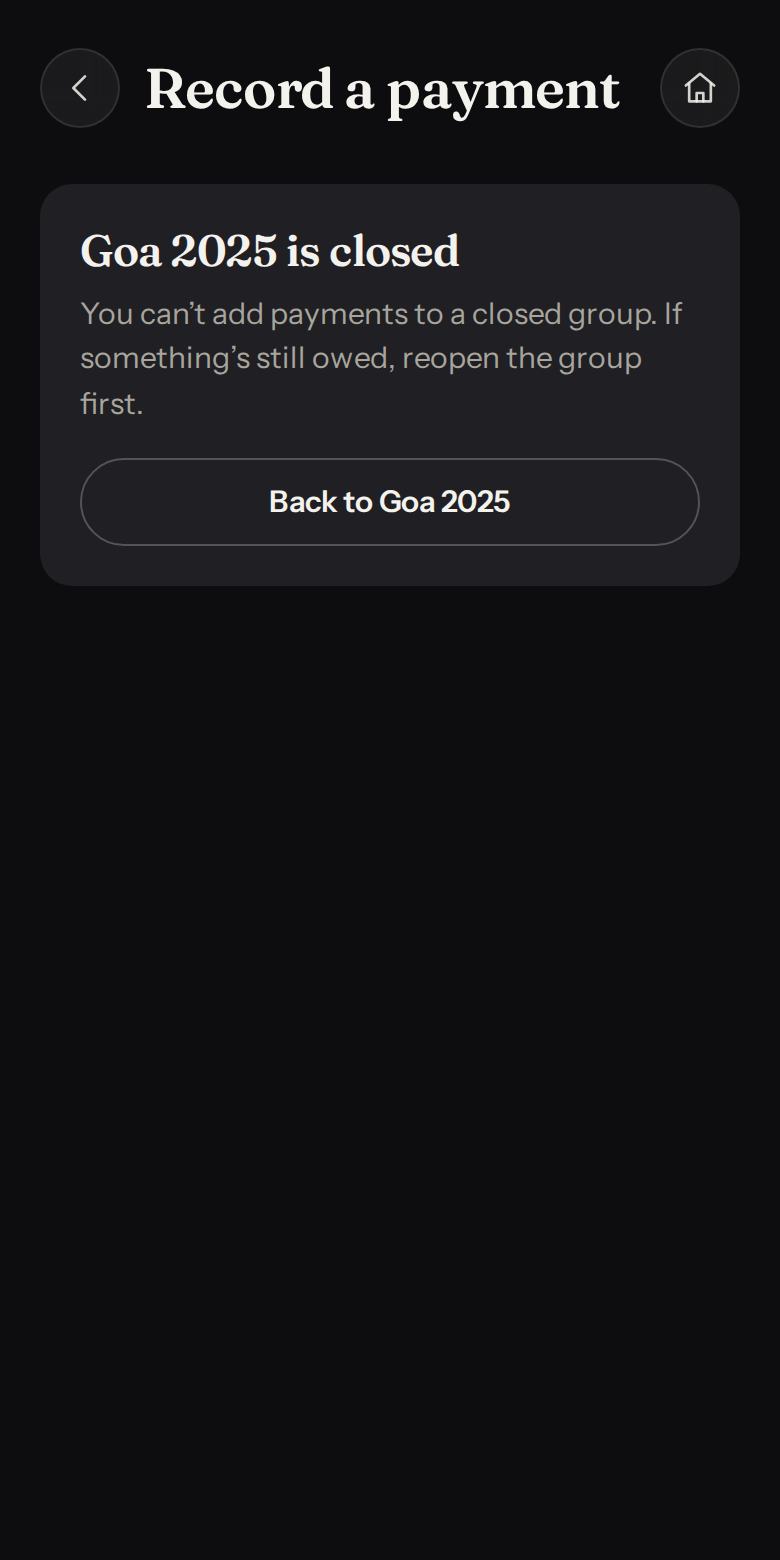 Record a payment
Goa 2025 is closed
You can’t add payments to a closed group. If
something’s still owed, reopen the group
first.
Back to Goa 2025